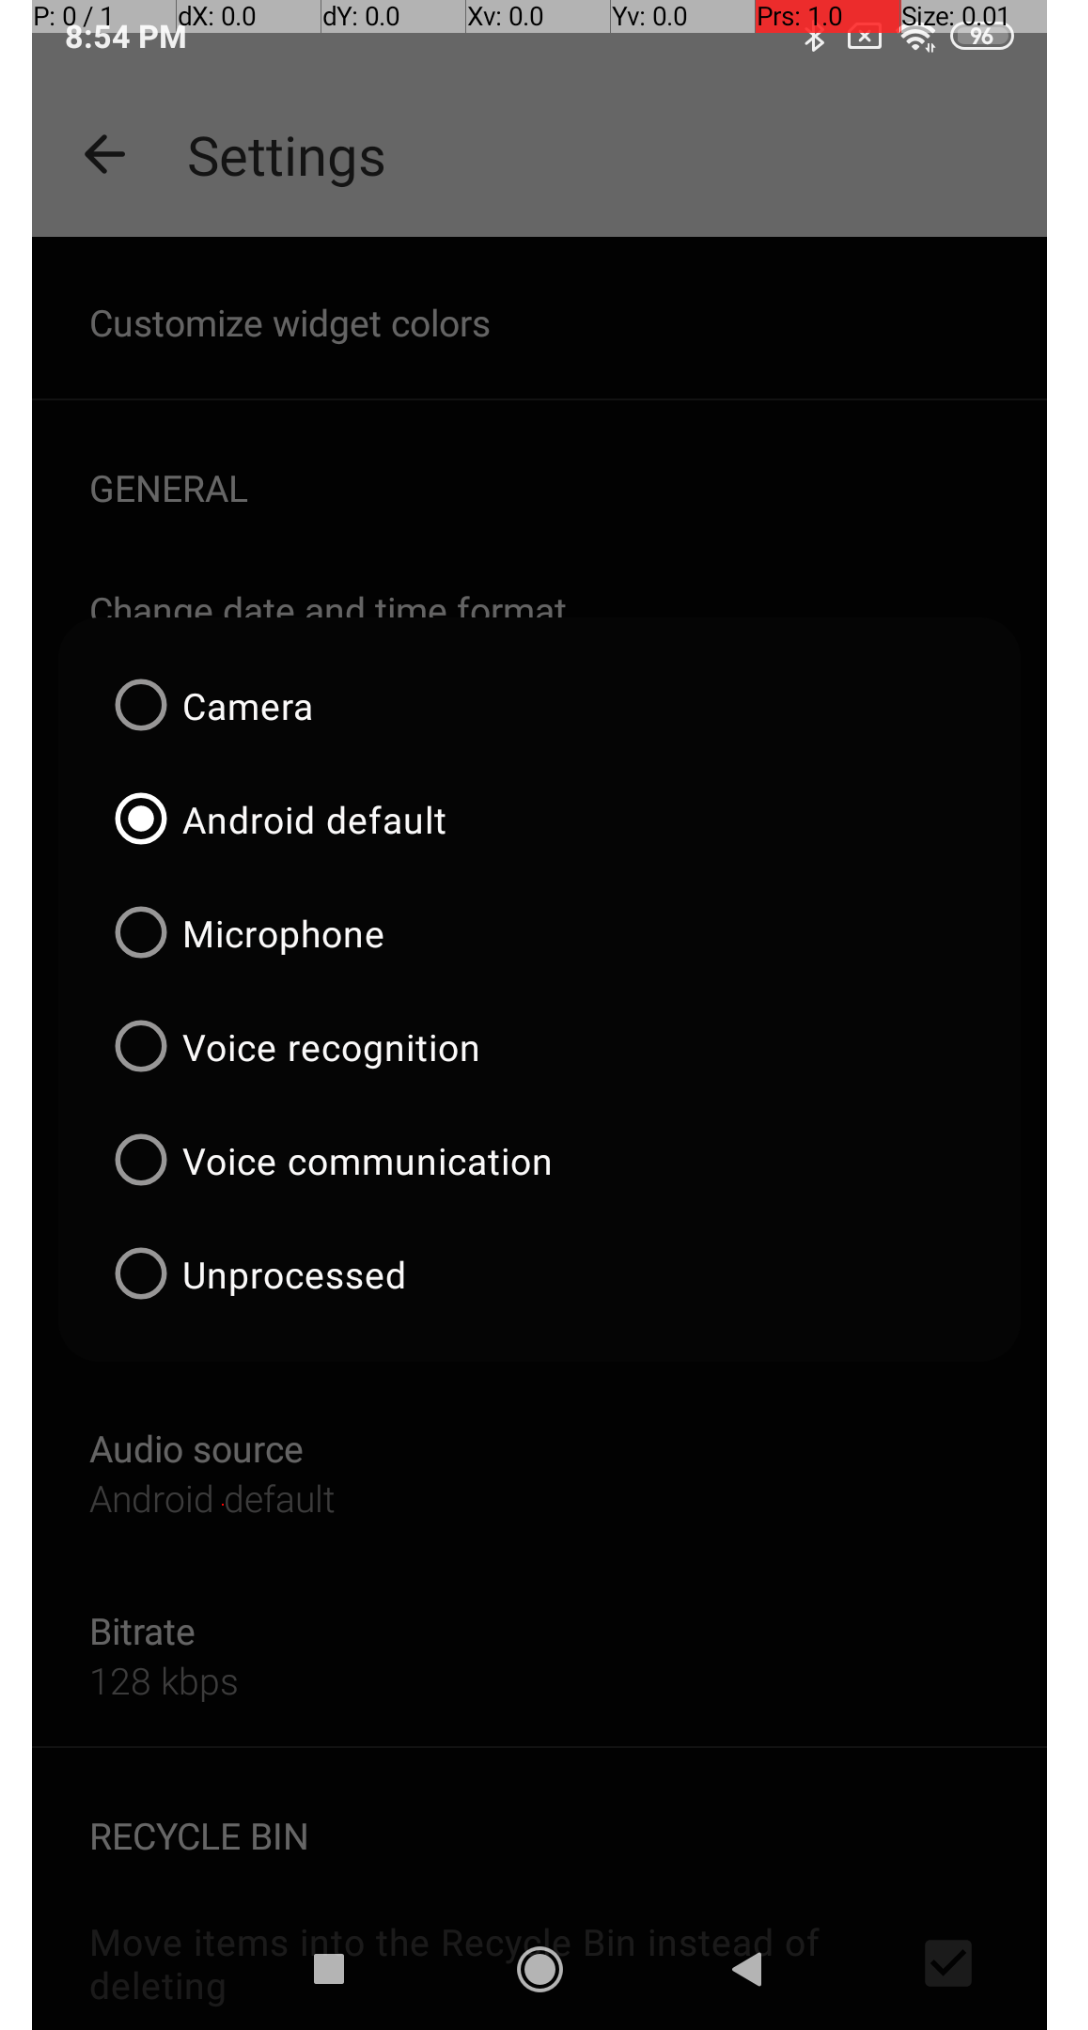 P: 0 / 1 dX: 0.0 dY: 0.0 Xv: 0.0 Yv: 0.0 Prs: 1.0 Size: 0.01
8:54 PM 96
Settings
Customize widget colors
GENERAL
Change date and time format
Camera
Android default
Microphone
Voice recognition
Voice communication
Unprocessed
Audio source
Android default
Bitrate
128 kbps
RECYCLE BIN
Move items into the Recycle Bin instead of
deleting